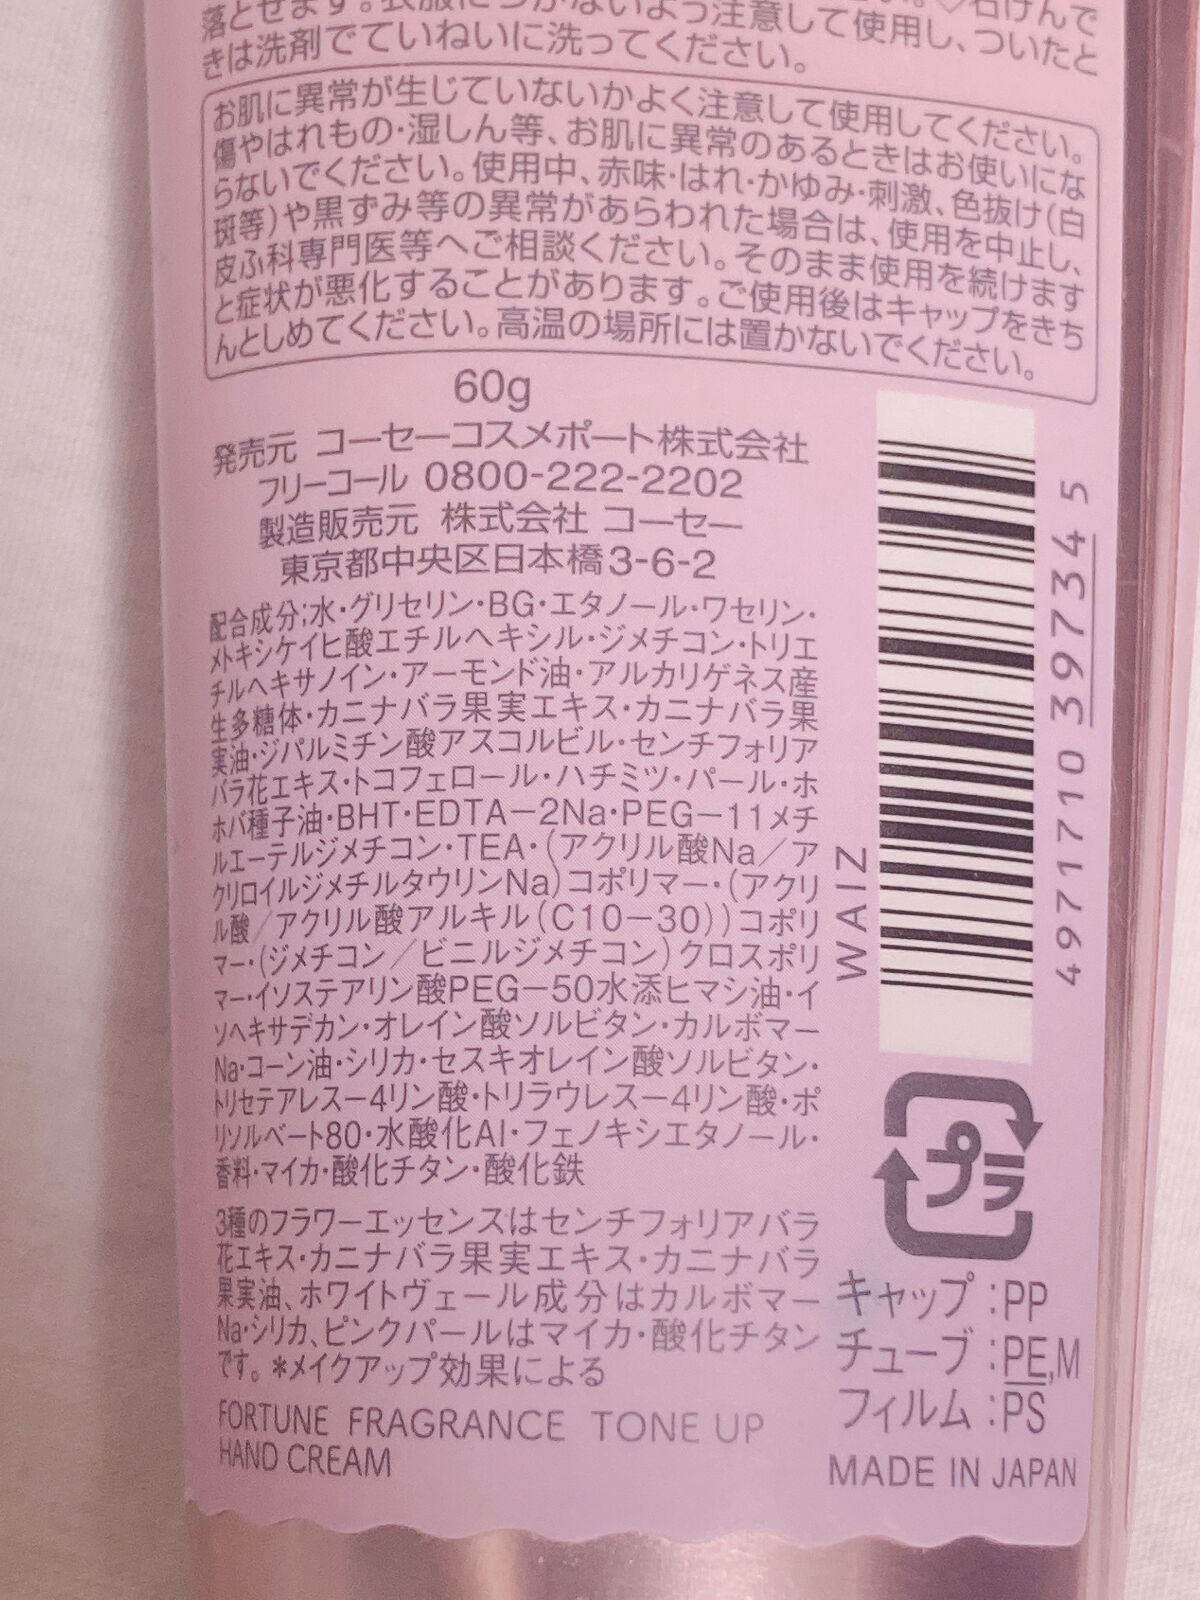 落とせます。衣服につかないよう注意して使用し、ついたと
きは洗剤でていねいに洗ってください。
お肌に異常が生じていないかよく注意して使用してください。
傷やはれもの・湿しん等、お肌に異常のあるときはお使いにな
らないでください。使用中、赤味・はれ・かゆみ・刺激、色抜け(白
斑等)や黒ずみ等の異常があらわれた場合は、使用を中止し、
皮ふ科専門医等へご相談ください。そのまま使用を続けます
と症状が悪化することがあります。ご使用後はキャップをきち
んとしめてください。高温の場所には置かないでください。
60g
発売元 コーセーコスメポート株式会社
フリーコール 0800-222-2202
製造販売元 株式会社 コーセー
東京都中央区日本橋3-6-2
配合成分;水・グリセリン・BG・エタノール・ワセリン・
メトキシケイヒ酸エチルヘキシル・ジメチコン・トリエ
チルヘキサノイン・アーモンド油・アルカリゲネス産
生多糖体・カニナバラ果実エキス・カニナバラ果
実油・ジパルミチン酸アスコルビル・センチフォリア
バラ花エキス・トコフェロール・ハチミツ・パール・ホ
ホバ種子油・BHT・EDTA－2Na・PEG－11メチ
ルエーテルジメチコン・TEA・(アクリル酸Na／ア
クリロイルジメチルタウリンNa)コポリマー・(アクリ
ル酸／アクリル酸アルキル(C10－30))コポリ
マー・(ジメチコン／ビニルジメチコン)クロスポリ
マー・イソステアリン酸PEG－50水添ヒマシ油・イ
ソヘキサデカン・オレイン酸ソルビタン・カルボマー
Na・コーン油・シリカ・セスキオレイン酸ソルビタン・
トリセテアレス－4リン酸・トリラウレス－4リン酸・ポ
リソルベート80・水酸化Al・フェノキシエタノール・
香料・マイカ・酸化チタン・酸化鉄
3種のフラワーエッセンスはセンチフォリアバラ
花エキス・カニナバラ果実エキス・カニナバラ
果実油、ホワイトヴェール成分はカルボマー
Na・シリカ、ピンクパールはマイカ・酸化チタン
です。*メイクアップ効果による
FORTUNE FRAGRANCE TONE UP
HAND CREAM
WAIZ
4971710 397345
プラ
キャップ:PP
チューブ:PE,M
フィルム:PS
MADE IN JAPAN